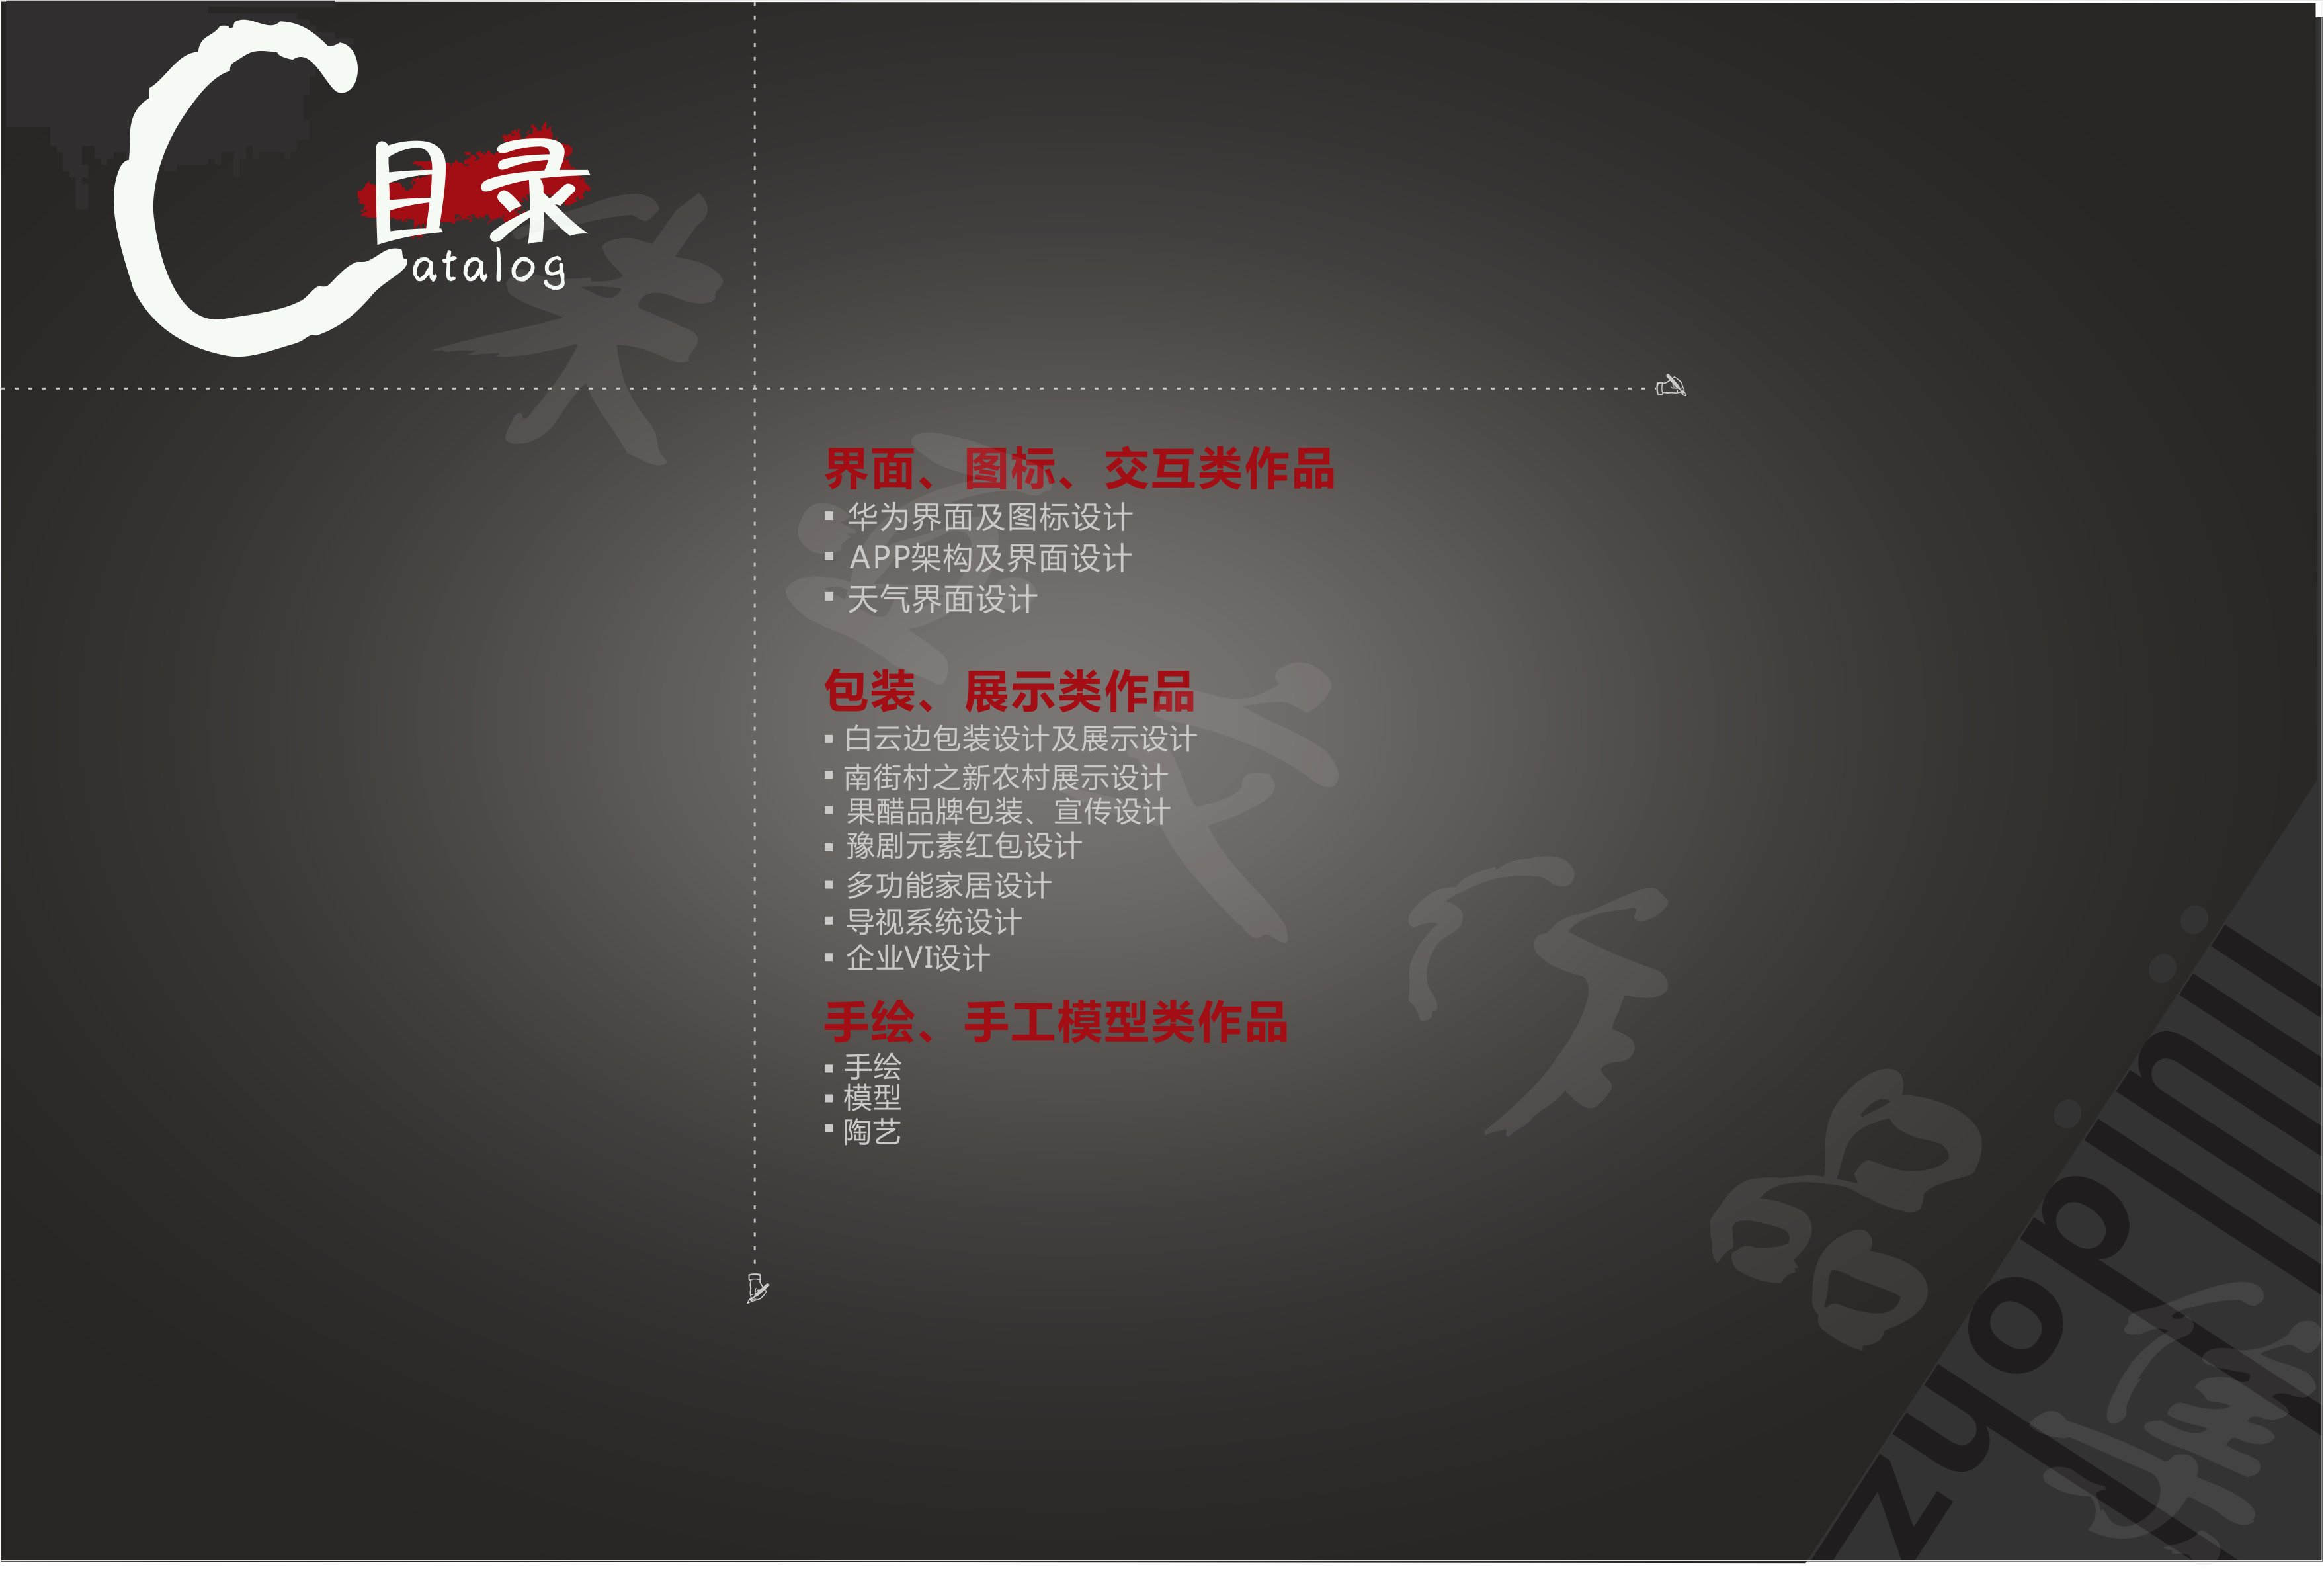 目录
Catalog
界面、图标、交互类作品
华为界面及图标设计
APP架构及界面设计
天气界面设计
包装、展示类作品
白云边包装设计及展示设计
南街村之新农村展示设计
果醋品牌包装、宣传设计
豫剧元素红包设计
多功能家居设计
导视系统设计
企业VI设计
手绘、手工模型类作品
手绘
模型
陶艺
品
zuopin